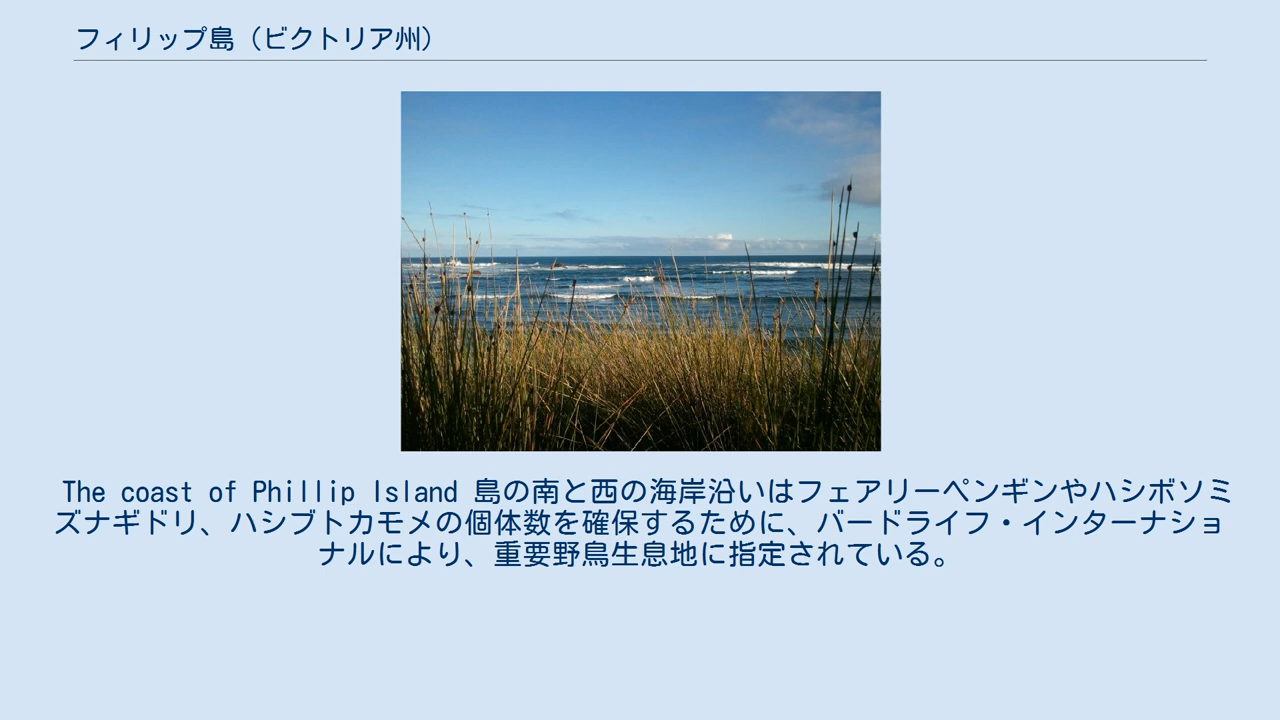 フィリップ島（ビクトリア州）
The coast of Phillip Island 島の南と西の海岸沿いはフェアリーペンギンやハシボソミ
ズナギドリ、ハシブトカモメの個体数を確保するために、バードライフ・インターナショ
ナルにより、重要野鳥生息地に指定されている。